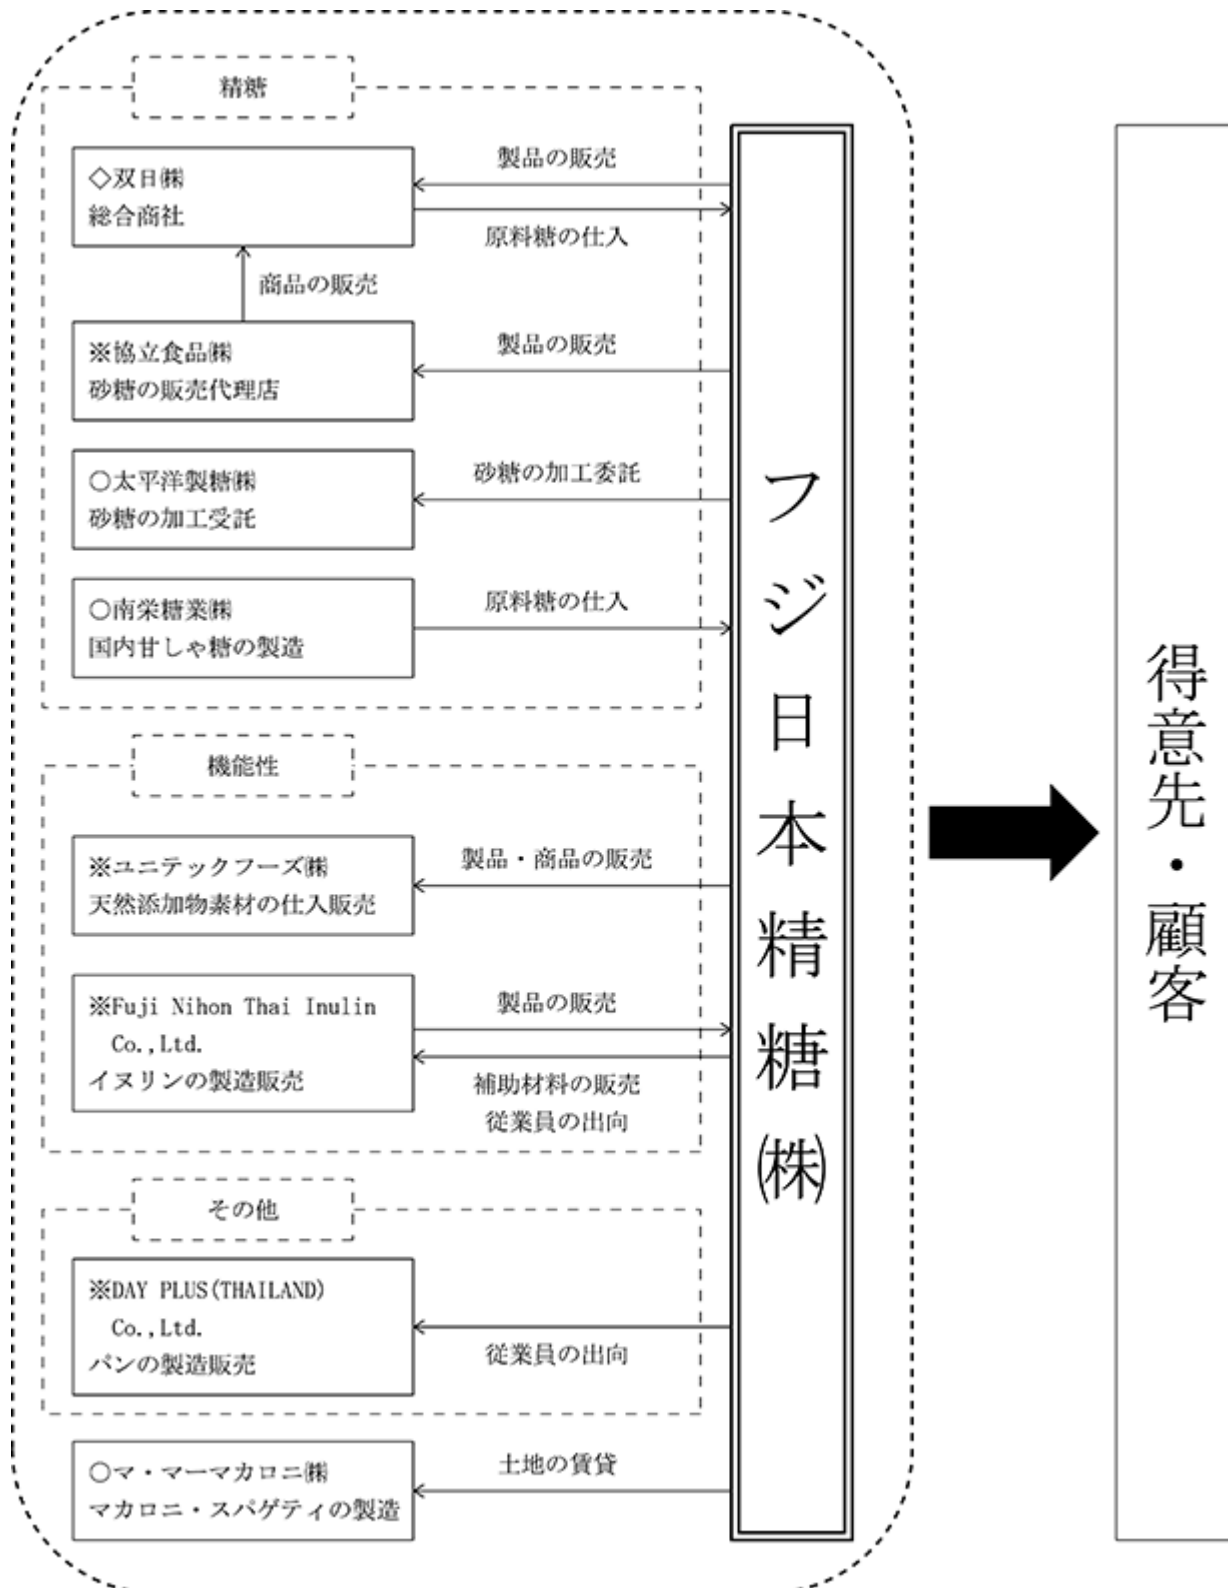 精糖
◇双日㈱
総合商社
製品の販売
原料糖の仕入
商品の販売
※協立食品㈱
砂糖の販売代理店
製品の販売
○太平洋製糖㈱
砂糖の加工受託
砂糖の加工委託
○南栄糖業㈱
国内甘しゃ糖の製造
原料糖の仕入
機能性
※ユニテックフーズ㈱
天然添加物素材の仕入販売
製品・商品の販売
※Fuji Nihon Thai Inulin
Co.,Ltd.
イヌリンの製造販売
製品の販売
補助材料の販売
従業員の出向
その他
※DAY PLUS(THAILAND)
Co.,Ltd.
パンの製造販売
従業員の出向
○マ・マーマカロニ㈱
マカロニ・スパゲティの製造
土地の賃貸
フジ日本精糖㈱
得意先・顧客